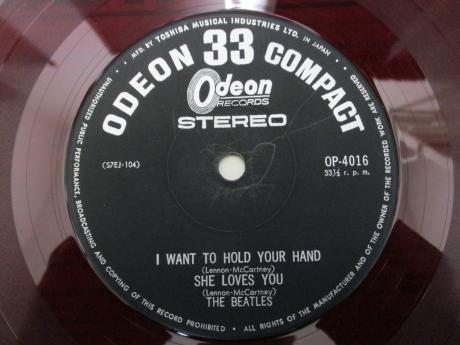 MFD. BY TOSHIBA MUSICAL INDUSTRIES LTD. IN JAPAN
ODEON 33 COMPACT
Odeon
RECORDS
STEREO
(S7EJ-104)
OP-4016
33⅓ r. p. m.
I WANT TO HOLD YOUR HAND
(Lennon-McCartney)
SHE LOVES YOU
(Lennon-McCartney)
THE BEATLES
UNAUTHORIZED PUBLIC PERFORMANCE, BROADCASTING AND COPYING OF THIS RECORD PROHIBITED • ALL RIGHTS OF THE MANUFACTURER AND OF THE OWNER OF THE RECORDED WORK ARE RESERVED